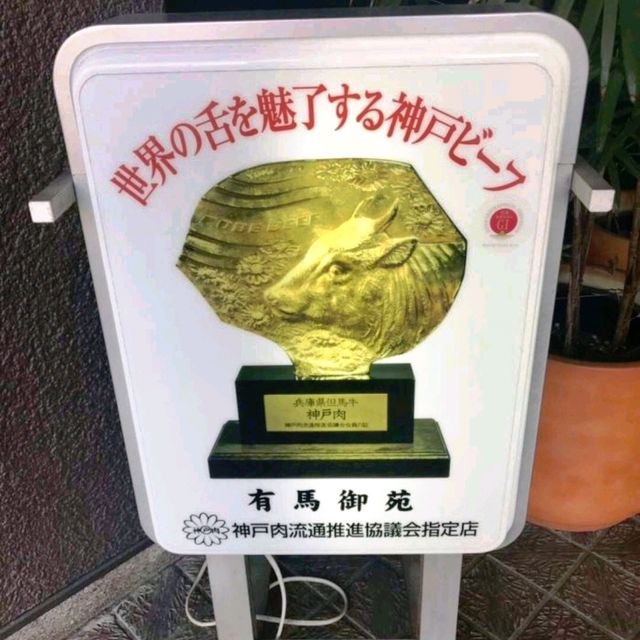 世界の舌を魅了する神戸ビーフ
KOBE BEEF
GI
兵庫県但馬牛
神戸肉
有馬御苑
神戸肉流通推進協議会指定店